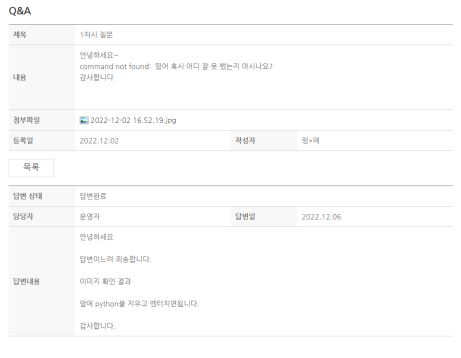 Q&A
제목 1차시 질문
내용
안녕하세요~
command not found: 떴어 혹시 어디 잘 못 했는지 아시나요?
감사합니다
첨부파일 2022-12-02 16.52.19.jpg
등록일 2022.12.02 작성자 황*예
목록
답변 상태 답변완료
담당자 운영자 답변일 2022.12.06
답변내용
안녕하세요
답변이느려 죄송합니다.
이미지 확인 결과
앞에 python을 지우고 엔터치면됩니다.
감사합니다.